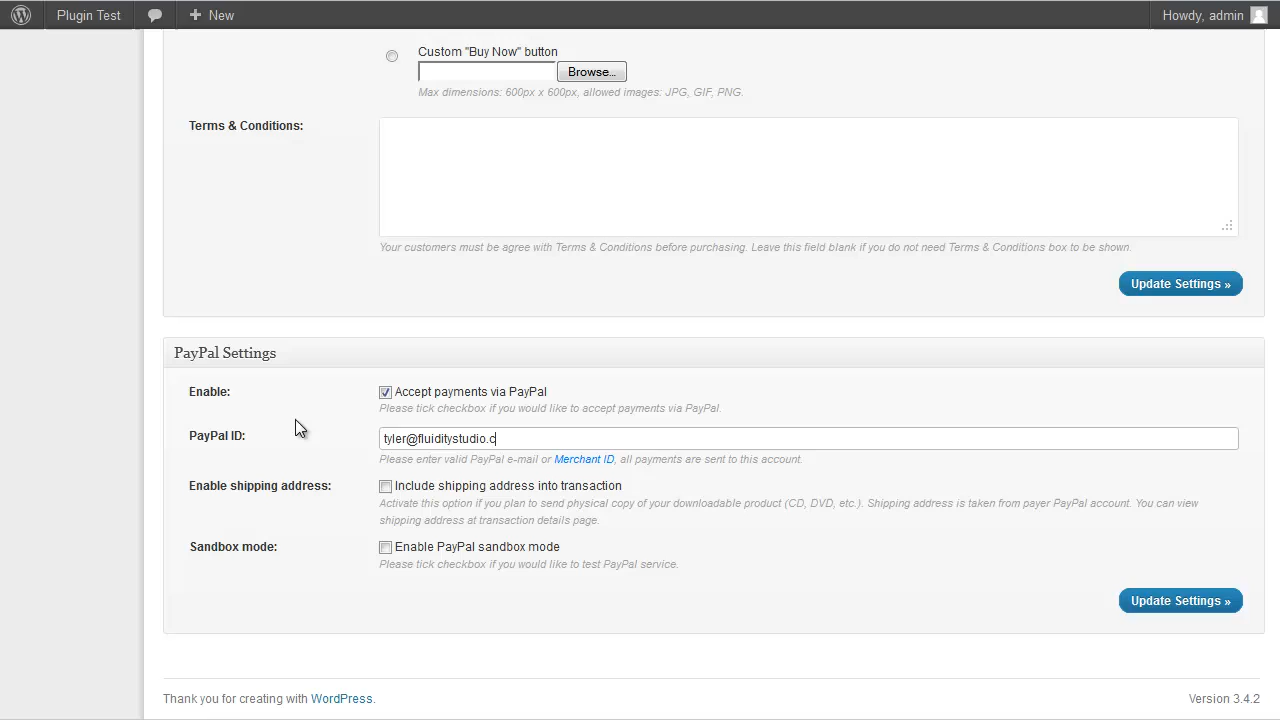 Plugin Test
New
Howdy, admin
Custom "Buy Now" button
Browse...
Max dimensions: 600px x 600px, allowed images: JPG, GIF, PNG.
Terms & Conditions:
Your customers must be agree with Terms & Conditions before purchasing. Leave this field blank if you do not need Terms & Conditions box to be shown.
Update Settings »
PayPal Settings
Enable:
Accept payments via PayPal
Please tick checkbox if you would like to accept payments via PayPal.
PayPal ID:
tyler@fluiditystudio.c
Please enter valid PayPal e-mail or Merchant ID, all payments are sent to this account.
Enable shipping address:
Include shipping address into transaction
Activate this option if you plan to send physical copy of your downloadable product (CD, DVD, etc.). Shipping address is taken from payer PayPal account. You can view
shipping address at transaction details page.
Sandbox mode:
Enable PayPal sandbox mode
Please tick checkbox if you would like to test PayPal service.
Update Settings »
Thank you for creating with WordPress.
Version 3.4.2